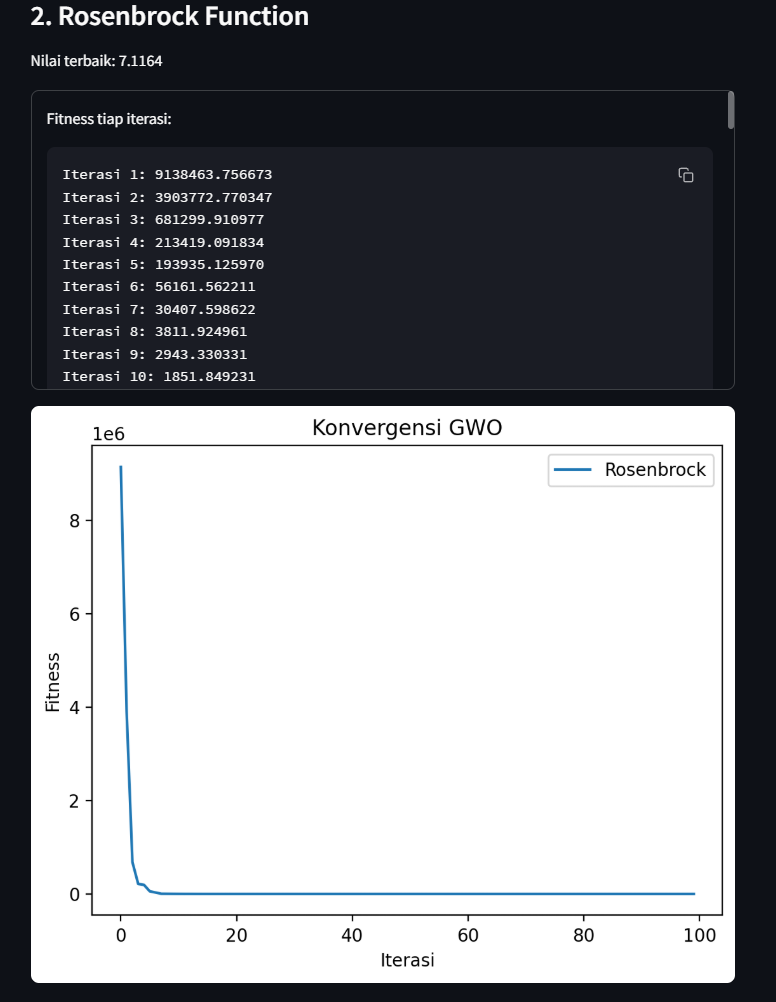 2. Rosenbrock Function
Nilai terbaik: 7.1164
Fitness tiap iterasi:
Iterasi 1: 9138463.756673
Iterasi 2: 3903772.770347
Iterasi 3: 681299.910977
Iterasi 4: 213419.091834
Iterasi 5: 193935.125970
Iterasi 6: 56161.562211
Iterasi 7: 30407.598622
Iterasi 8: 3811.924961
Iterasi 9: 2943.330331
Iterasi 10: 1851.849231
Konvergensi GWO
1e6
Rosenbrock
8
6
4
2
0
Fitness
0 20 40 60 80 100
Iterasi